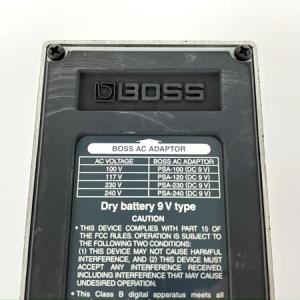 BOSS
BOSS AC ADAPTOR
AC VOLTAGE BOSS AC ADAPTOR
100 V PSA-100 (DC 9 V)
117 V PSA-120 (DC 9 V)
230 V PSA-230 (DC 9 V)
240 V PSA-240 (DC 9 V)
Dry battery 9 V type
CAUTION
• THIS DEVICE COMPLIES WITH PART 15 OF
THE FCC RULES. OPERATION IS SUBJECT TO
THE FOLLOWING TWO CONDITIONS:
(1) THIS DEVICE MAY NOT CAUSE HARMFUL
INTERFERENCE, AND (2) THIS DEVICE MUST
ACCEPT ANY INTERFERENCE RECEIVED,
INCLUDING INTERFERENCE THAT MAY CAUSE
UNDESIRED OPERATION.
• This Class B digital apparatus meets all